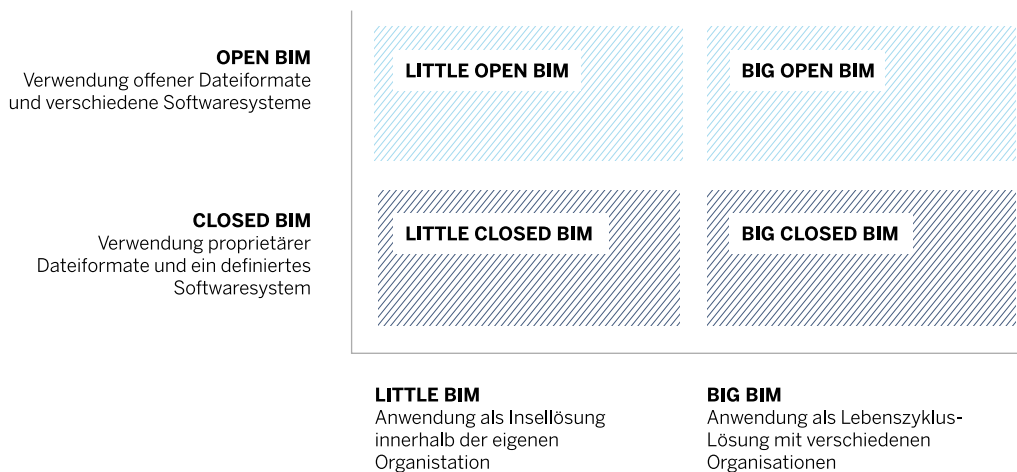 OPEN BIM
Verwendung offener Dateiformate
und verschiedene Softwaresysteme
LITTLE OPEN BIM
BIG OPEN BIM
CLOSED BIM
Verwendung proprietärer
Dateiformate und ein definiertes
Softwaresystem
LITTLE CLOSED BIM
BIG CLOSED BIM
LITTLE BIM
Anwendung als Insellösung
innerhalb der eigenen
Organistation
BIG BIM
Anwendung als Lebenszyklus-
Lösung mit verschiedenen
Organisationen